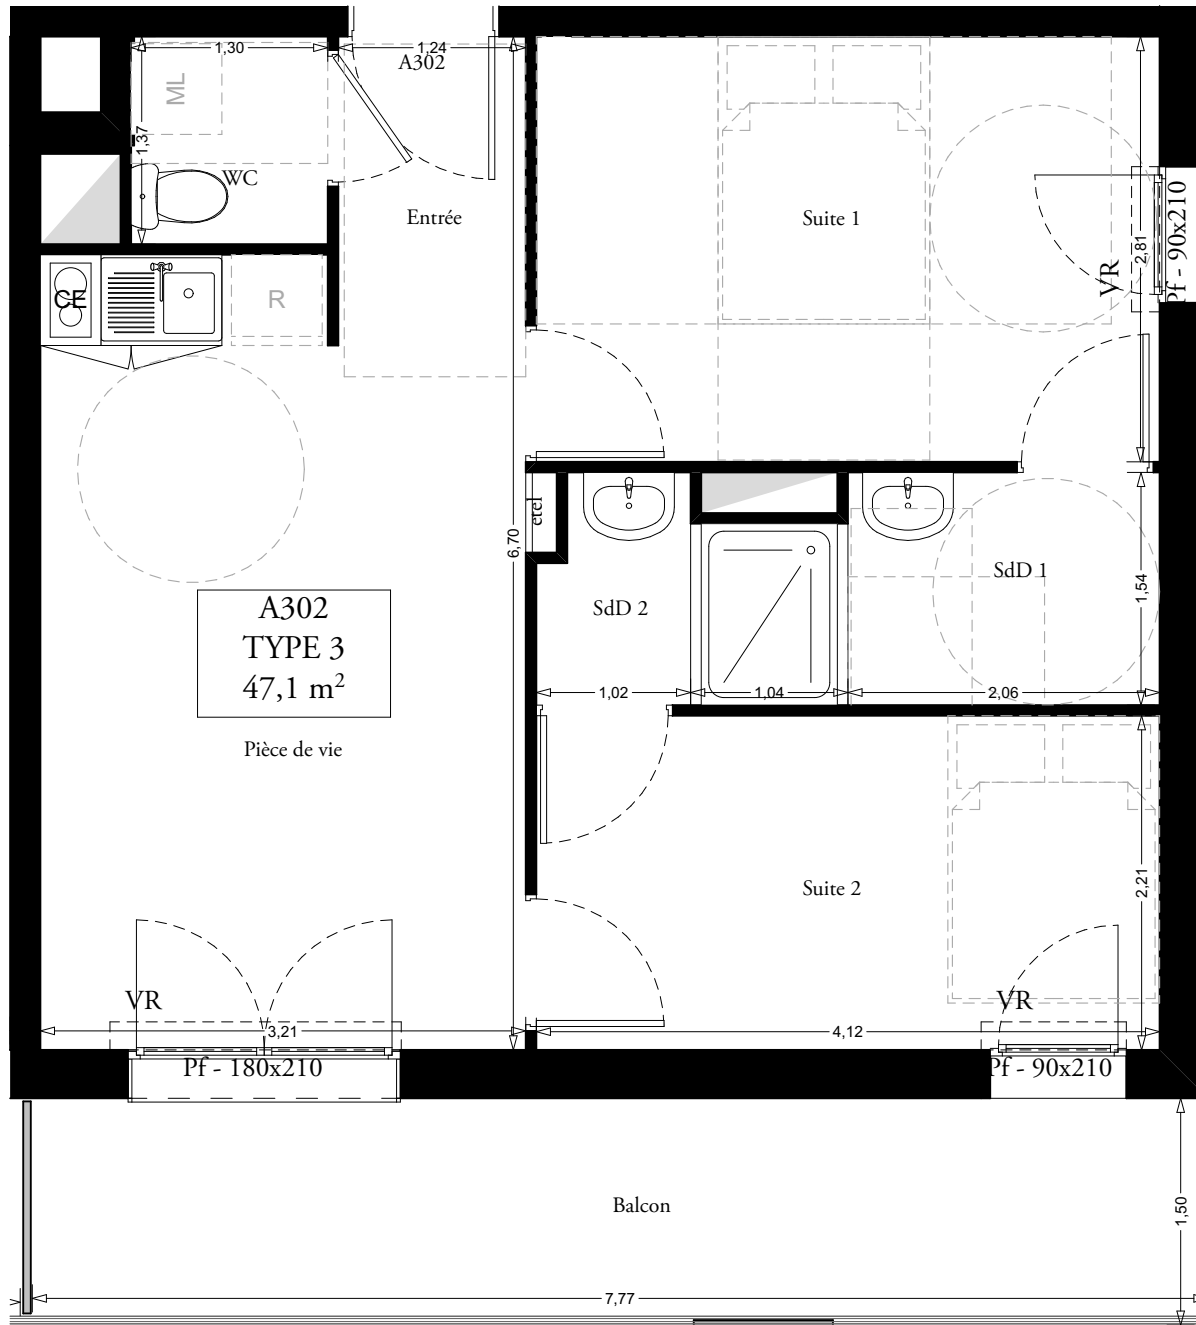 1,30
1,24
A302
ML
1,37
WC
Entrée
Suite 1
2,81
VR
Pf - 90x210
CE
R
etel
6,70
SdD 1
1,54
SdD 2
A302
TYPE 3
47,1 m²
1,02
1,04
2,06
Pièce de vie
Suite 2
2,21
VR
VR
3,21
4,12
Pf - 180x210
Pf - 90x210
Balcon
1,50
7,77